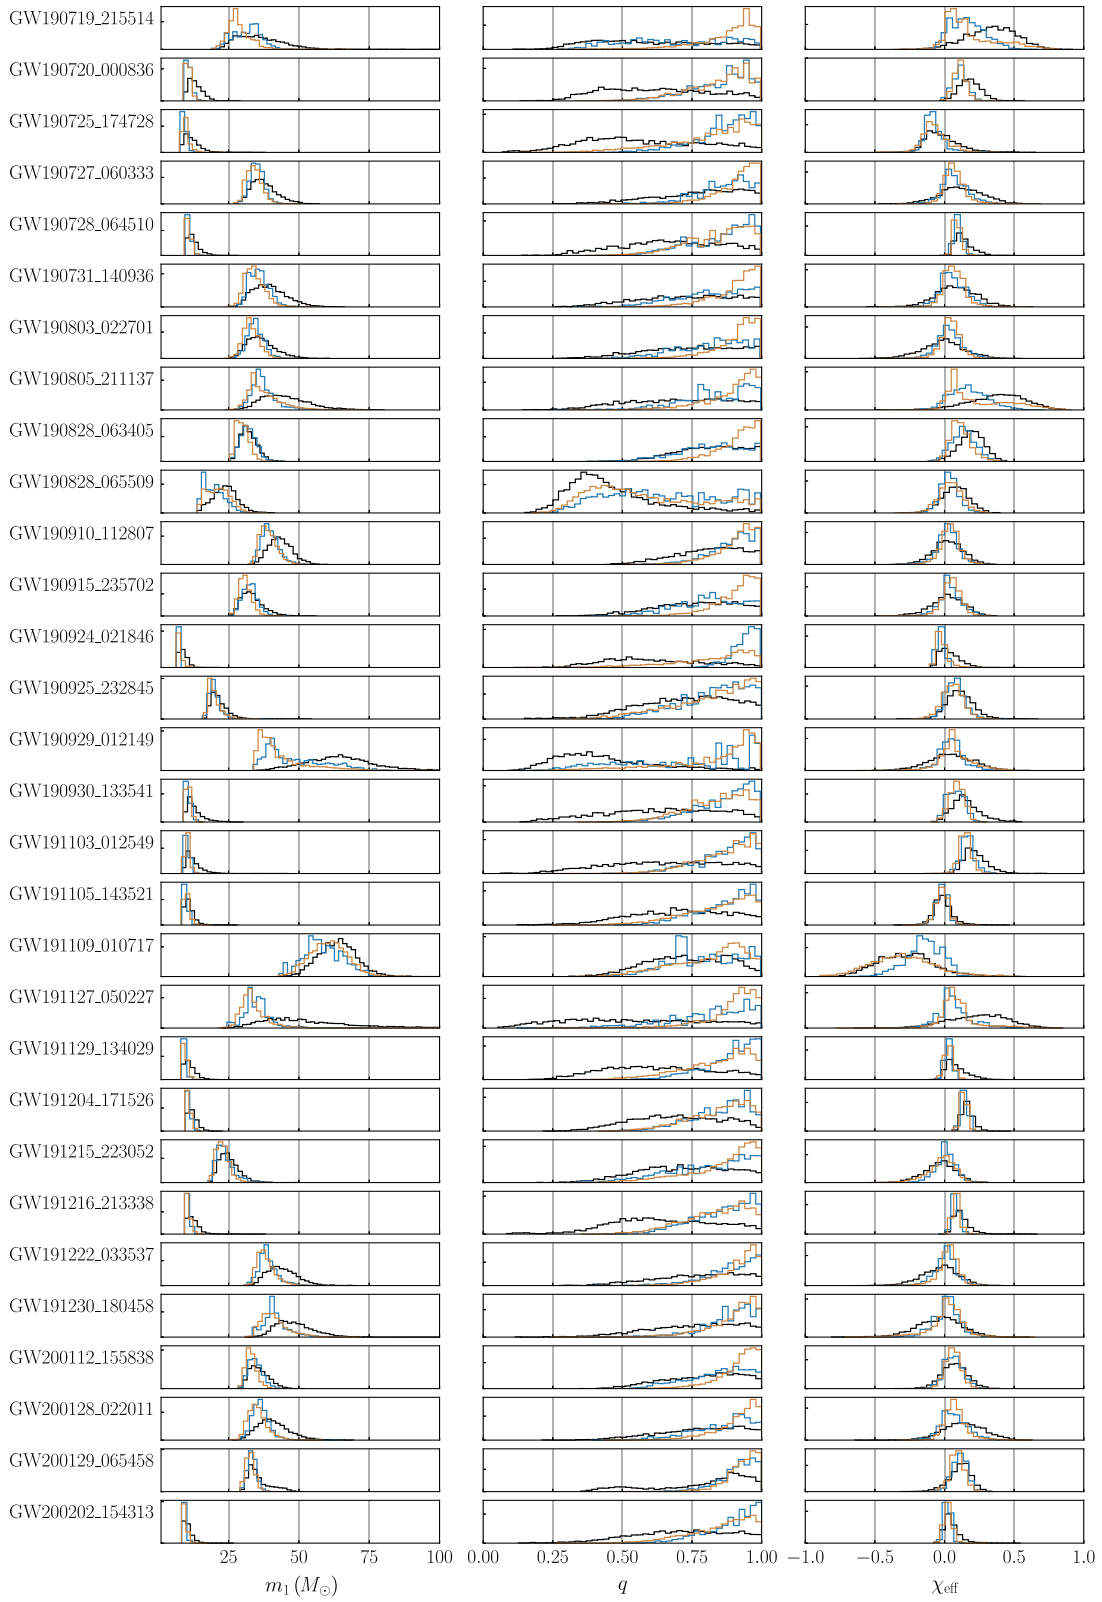 GW190719_215514
GW190720_000836
GW190725_174728
GW190727_060333
GW190728_064510
GW190731_140936
GW190803_022701
GW190805_211137
GW190828_063405
GW190828_065509
GW190910_112807
GW190915_235702
GW190924_021846
GW190925_232845
GW190929_012149
GW190930_133541
GW191103_012549
GW191105_143521
GW191109_010717
GW191127_050227
GW191129_134029
GW191204_171526
GW191215_223052
GW191216_213338
GW191222_033537
GW191230_180458
GW200112_155838
GW200128_022011
GW200129_065458
GW200202_154313
25 50 75 100 0.00 0.25 0.50 0.75 1.00 −1.0 −0.5 0.0 0.5 1.0
m₁ (M☉) q χeff